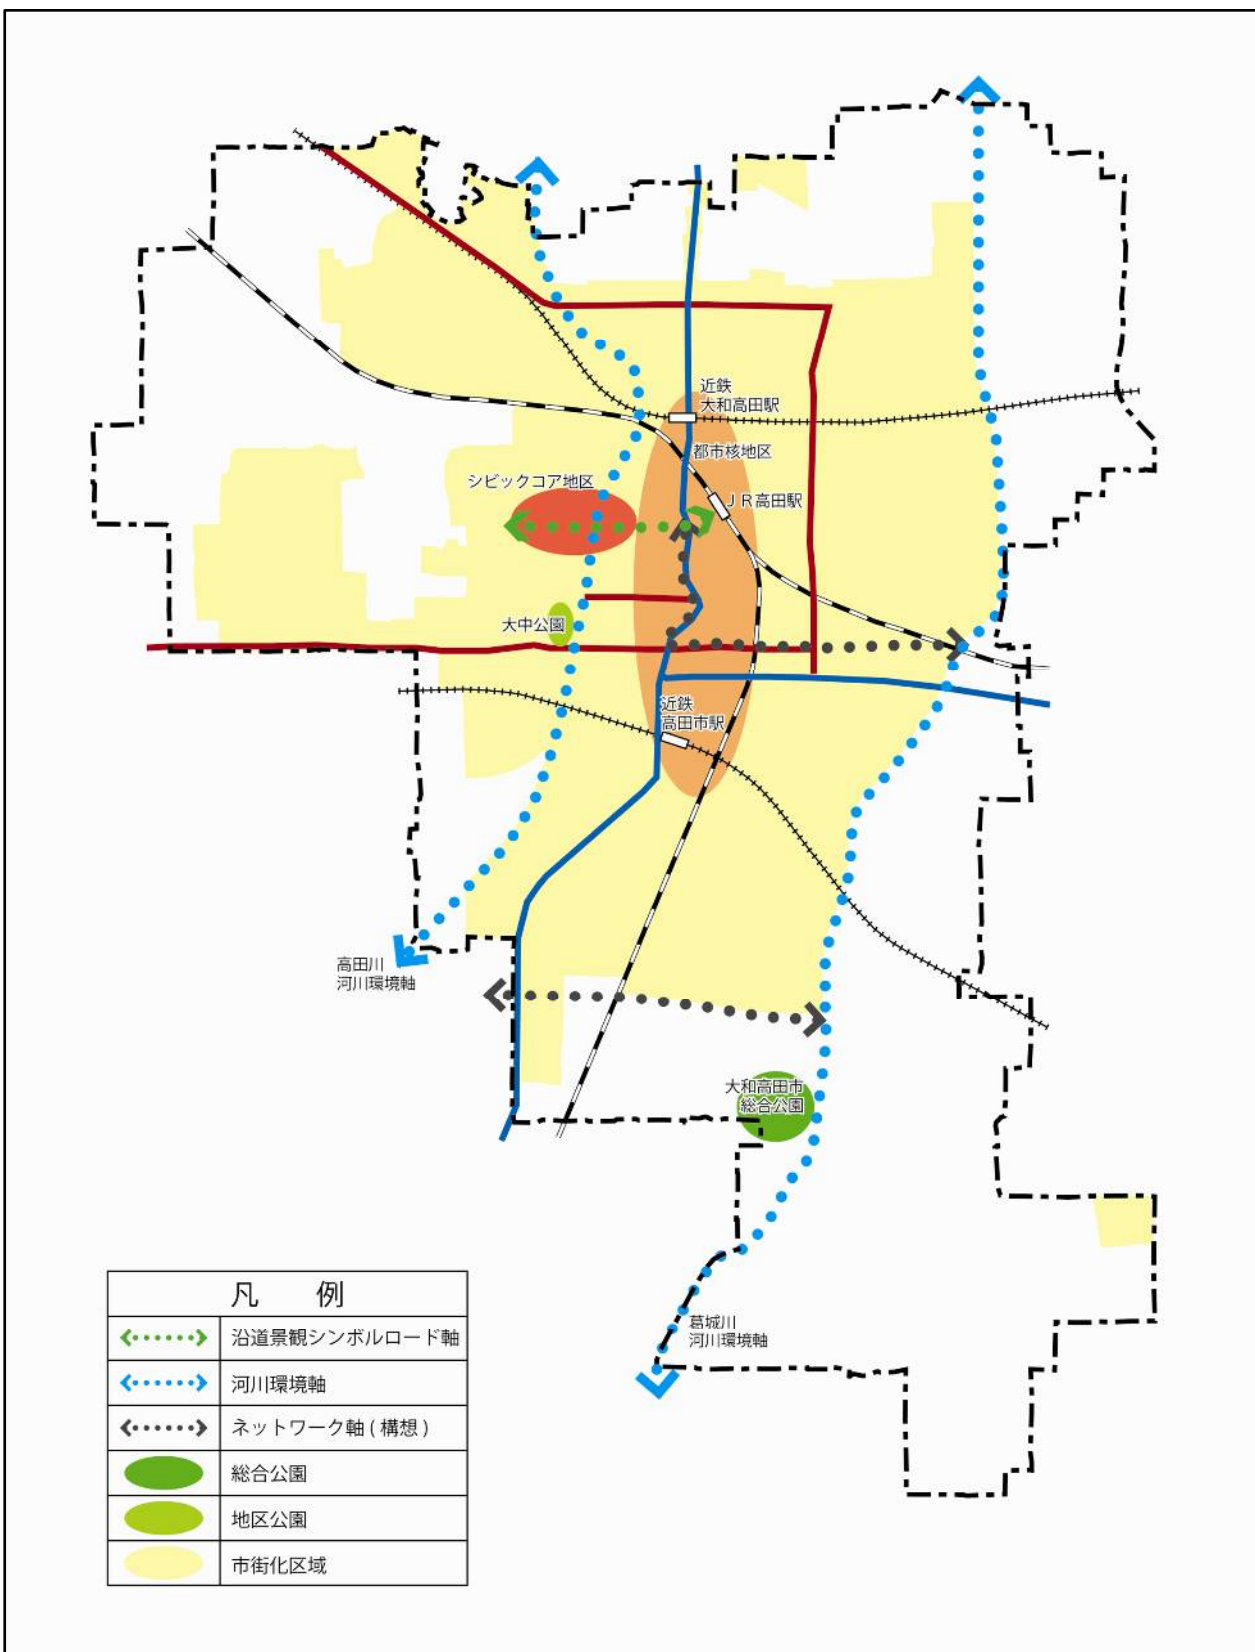 近鉄
大和高田駅
都市核地区
シビックコア地区
JR高田駅
大中公園
近鉄
高田市駅
高田川
河川環境軸
大和高田市
総合公園
葛城川
河川環境軸
凡 例
沿道景観シンボルロード軸
河川環境軸
ネットワーク軸(構想)
総合公園
地区公園
市街化区域